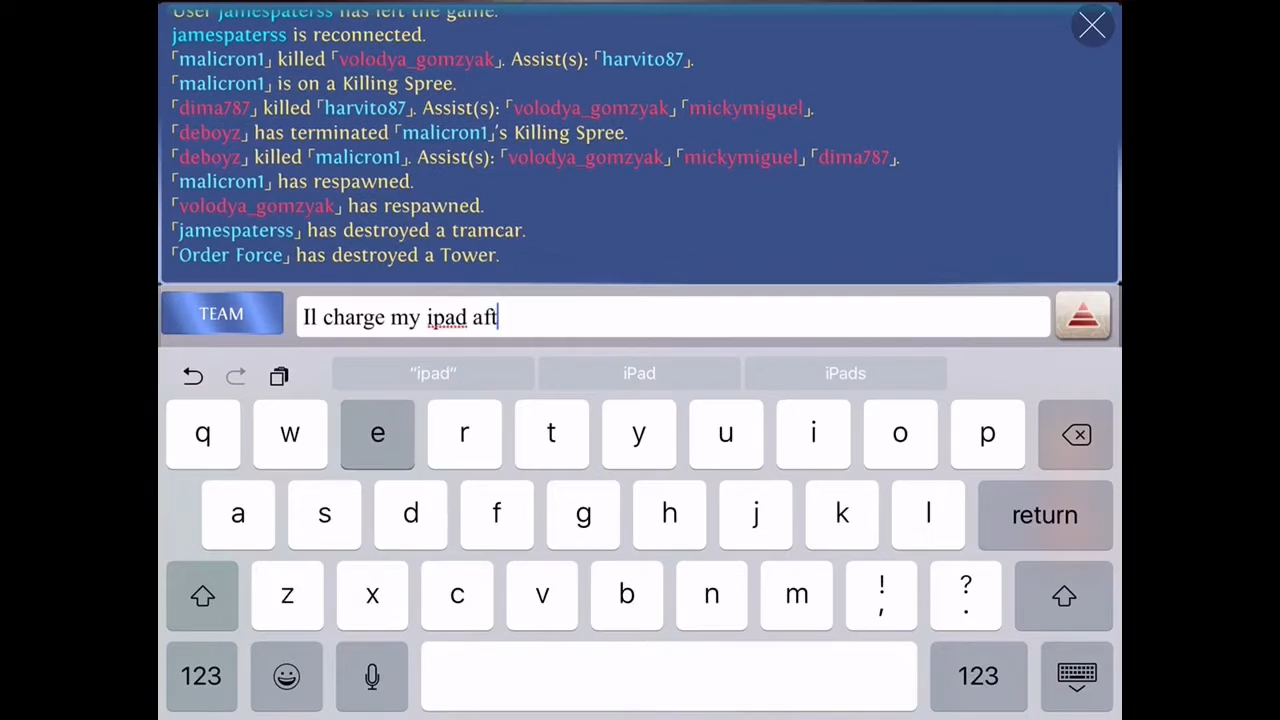 User jamespaterss has left the game.
jamespaterss is reconnected.
「malicron1」 killed 「volodya_gomzyak」. Assist(s): 「harvito87」.
「malicron1」 is on a Killing Spree.
「dima787」 killed 「harvito87」. Assist(s): 「volodya_gomzyak」 「mickymiguel」.
「deboyz」 has terminated 「malicron1」's Killing Spree.
「deboyz」 killed 「malicron1」. Assist(s): 「volodya_gomzyak」 「mickymiguel」 「dima787」.
「malicron1」 has respawned.
「volodya_gomzyak」 has respawned.
「jamespaterss」 has destroyed a tramcar.
「Order Force」 has destroyed a Tower.
TEAM Il charge my ipad aft
“ipad” iPad iPads
q w e r t y u i o p
a s d f g h j k l return
z x c v b n m ! , ? .
123 123